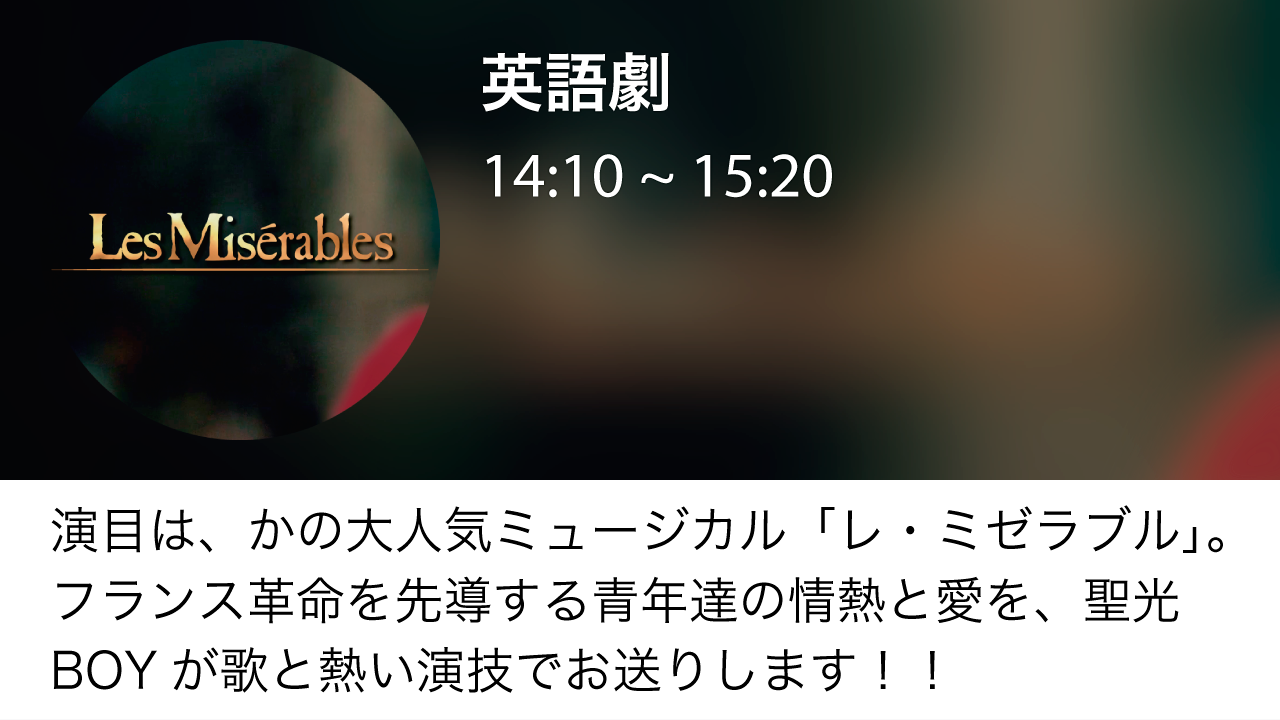 英語劇
14:10 ~ 15:20
Les Misérables
演目は、かの大人気ミュージカル「レ・ミゼラブル」。
フランス革命を先導する青年達の情熱と愛を、聖光
BOY が歌と熱い演技でお送りします！！